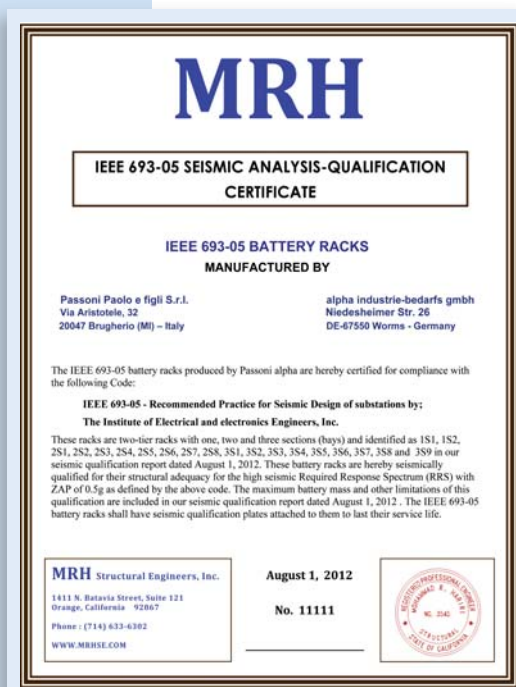 MRH
IEEE 693-05 SEISMIC ANALYSIS-QUALIFICATION
CERTIFICATE
IEEE 693-05 BATTERY RACKS
MANUFACTURED BY
Passoni Paolo e figli S.r.l.
Via Aristotele, 32
20047 Brugherio (MI) – Italy
alpha industrie-bedarfs gmbh
Niedesheimer Str. 26
DE-67550 Worms - Germany
The IEEE 693-05 battery racks produced by Passoni alpha are hereby certified for compliance with
the following Code:
IEEE 693-05 - Recommended Practice for Seismic Design of substations by;
The Institute of Electrical and electronics Engineers, Inc.
These racks are two-tier racks with one, two and three sections (bays) and identified as 1S1, 1S2,
2S1, 2S2, 2S3, 2S4, 2S5, 2S6, 2S7, 2S8, 3S1, 3S2, 3S3, 3S4, 3S5, 3S6, 3S7, 3S8 and 3S9 in our
seismic qualification report dated August 1, 2012. These battery racks are hereby seismically
qualified for their structural adequacy for the high seismic Required Response Spectrum (RRS) with
ZAP of 0.5g as defined by the above code. The maximum battery mass and other limitations of this
qualification are included in our seismic qualification report dated August 1, 2012 . The IEEE 693-05
battery racks shall have seismic qualification plates attached to them to last their service life.
MRH Structural Engineers, Inc.
1411 N. Batavia Street, Suite 121
Orange, California 92867
Phone : (714) 633-6302
WWW.MRHSE.COM
August 1, 2012
No. 11111
REGISTERED PROFESSIONAL ENGINEER
MOHAMMAD R. HARIRI
STRUCTURAL
STATE OF CALIFORNIA